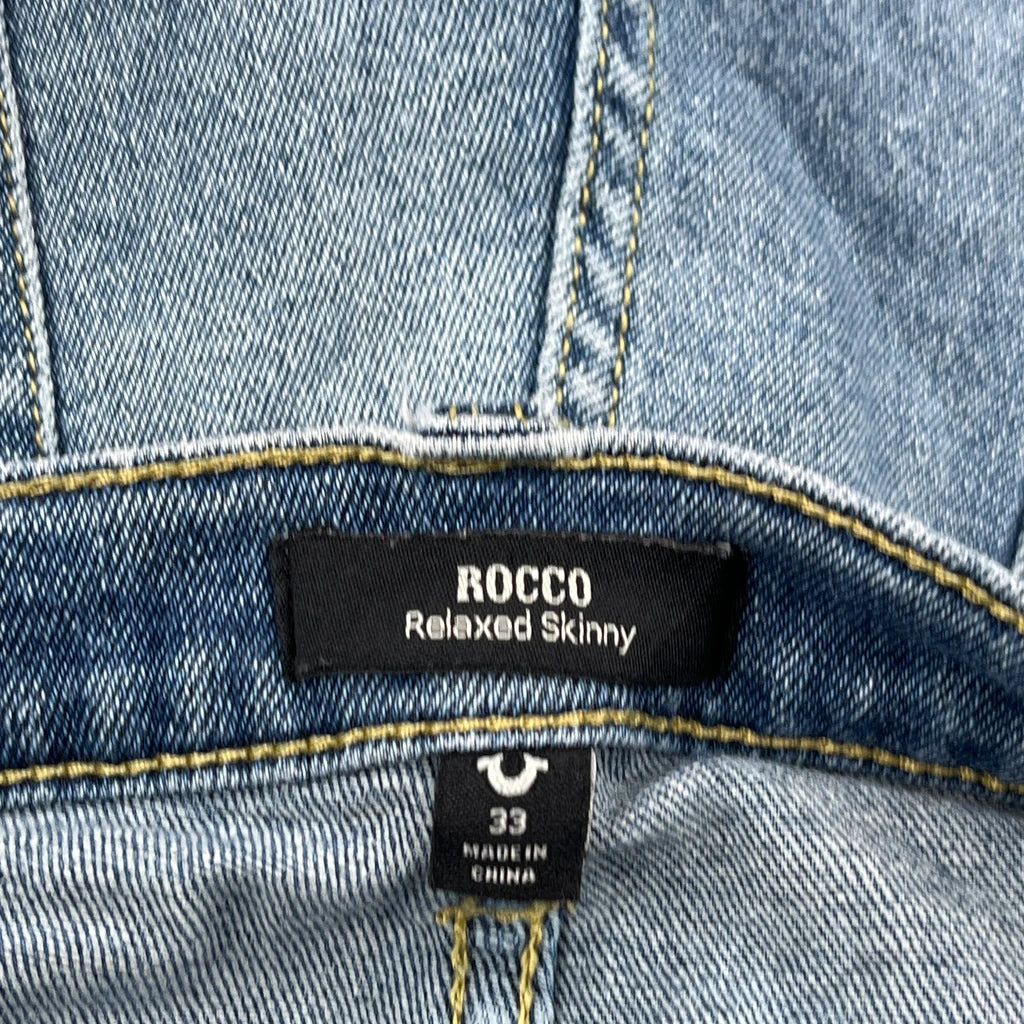 ROCCO
Relaxed Skinny
33
MADE IN
CHINA